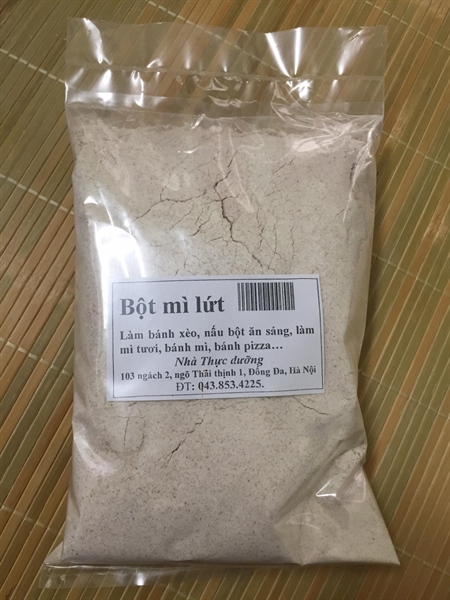 Bột mì lứt
Làm bánh xèo, nấu bột ăn sáng, làm
mì tươi, bánh mì, bánh pizza...
Nhà Thực dưỡng
103 ngách 2, ngõ Thãi thịnh 1, Đống Đa, Hà Nội
ĐT: 043.853.4225.